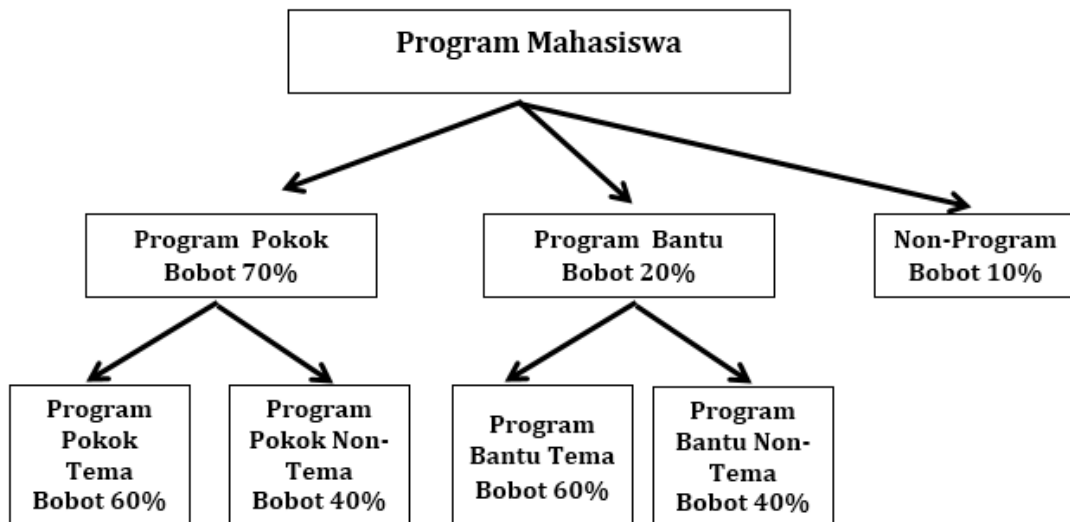 Program Mahasiswa
Program Pokok
Bobot 70%
Program Bantu
Bobot 20%
Non-Program
Bobot 10%
Program
Pokok
Tema
Bobot 60%
Program
Pokok Non-
Tema
Bobot 40%
Program
Bantu Tema
Bobot 60%
Program
Bantu Non-
Tema
Bobot 40%